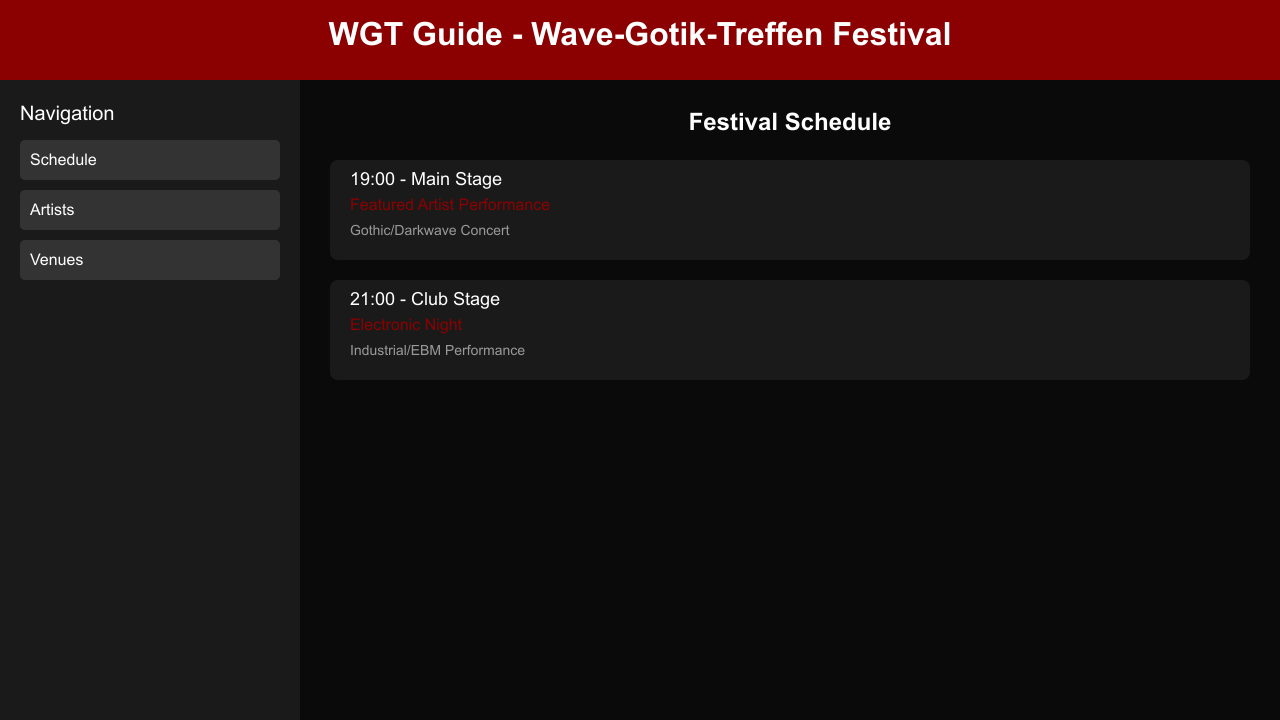 WGT Guide - Wave-Gotik-Treffen Festival
Navigation
Schedule
Artists
Venues
Festival Schedule
19:00 - Main Stage
Featured Artist Performance
Gothic/Darkwave Concert
21:00 - Club Stage
Electronic Night
Industrial/EBM Performance